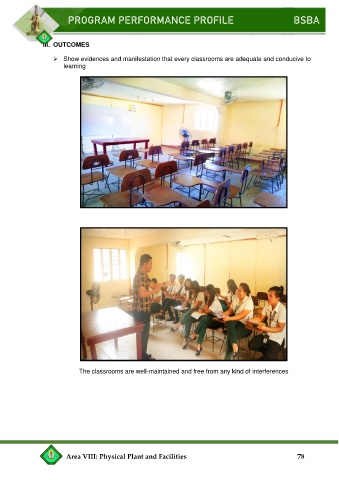 PROGRAM PERFORMANCE PROFILE BSBA
III. OUTCOMES
➢ Show evidences and manifestation that every classrooms are adequate and conducive to
learning
The classrooms are well-maintained and free from any kind of interferences
Area VIII: Physical Plant and Facilities 78